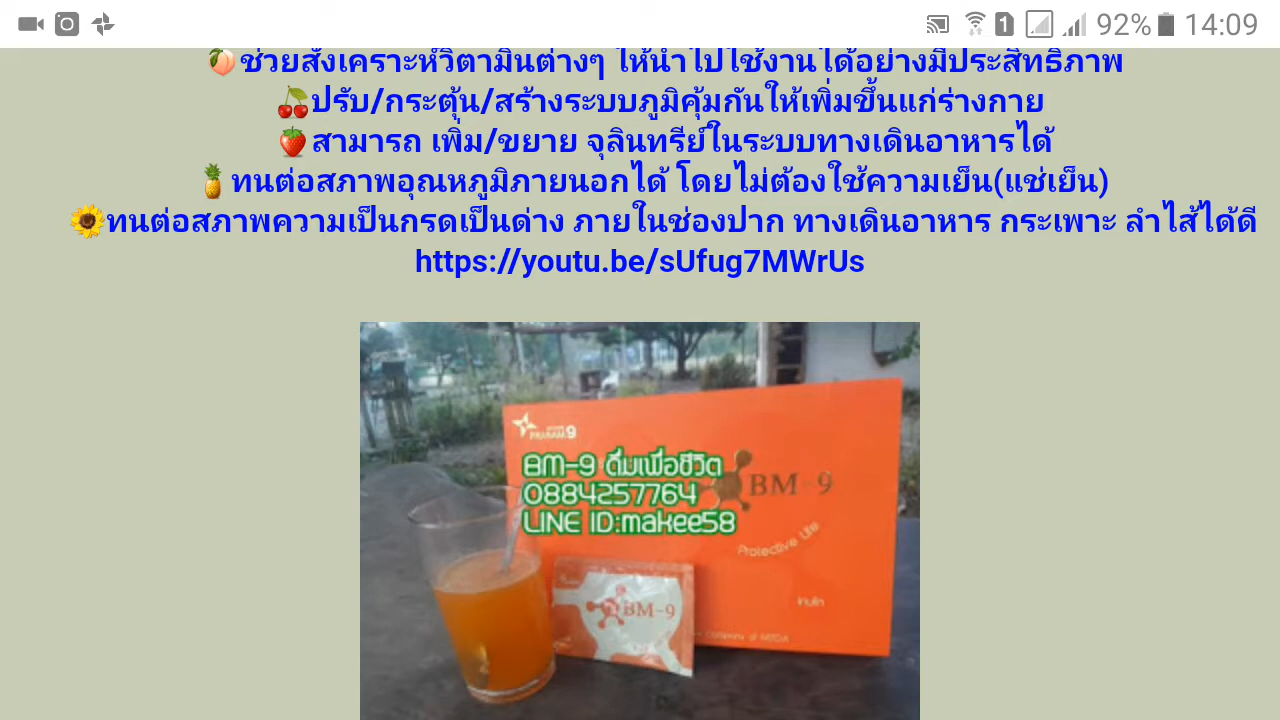 92% 14:09
ช่วยสังเคราะห์วิตามินต่างๆ ให้นำไปใช้งานได้อย่างมีประสิทธิภาพ
ปรับ/กระตุ้น/สร้างระบบภูมิคุ้มกันให้เพิ่มขึ้นแก่ร่างกาย
สามารถ เพิ่ม/ขยาย จุลินทรีย์ในระบบทางเดินอาหารได้
ทนต่อสภาพอุณหภูมิภายนอกได้ โดยไม่ต้องใช้ความเย็น(แช่เย็น)
ทนต่อสภาพความเป็นกรดเป็นด่าง ภายในช่องปาก ทางเดินอาหาร กระเพาะ ลำไส้ได้ดี
https://youtu.be/sUfug7MWrUs
PRARAM 9
BM-9 ดื่มเพื่อชีวิต
0884257764
LINE ID:makee58
BM-9
Protective Life
BM-9